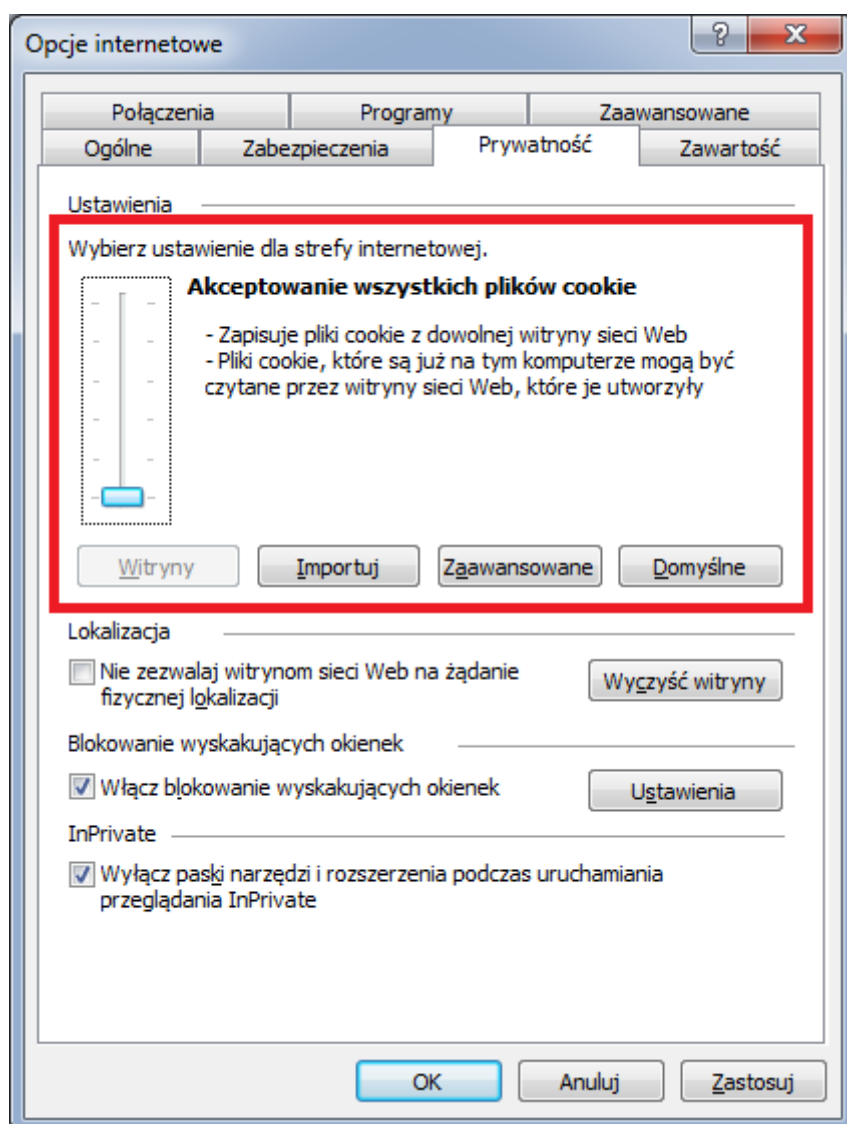 Opcje internetowe
Połączenia Programy Zaawansowane
Ogólne Zabezpieczenia Prywatność Zawartość
Ustawienia
Wybierz ustawienie dla strefy internetowej.
Akceptowanie wszystkich plików cookie
- Zapisuje pliki cookie z dowolnej witryny sieci Web
- Pliki cookie, które są już na tym komputerze mogą być
czytane przez witryny sieci Web, które je utworzyły
Witryny Importuj Zaawansowane Domyślne
Lokalizacja
Nie zezwalaj witrynom sieci Web na żądanie
fizycznej lokalizacji
Wyczyść witryny
Blokowanie wyskakujących okienek
Włącz blokowanie wyskakujących okienek
Ustawienia
InPrivate
Wyłącz paski narzędzi i rozszerzenia podczas uruchamiania
przeglądania InPrivate
OK Anuluj Zastosuj